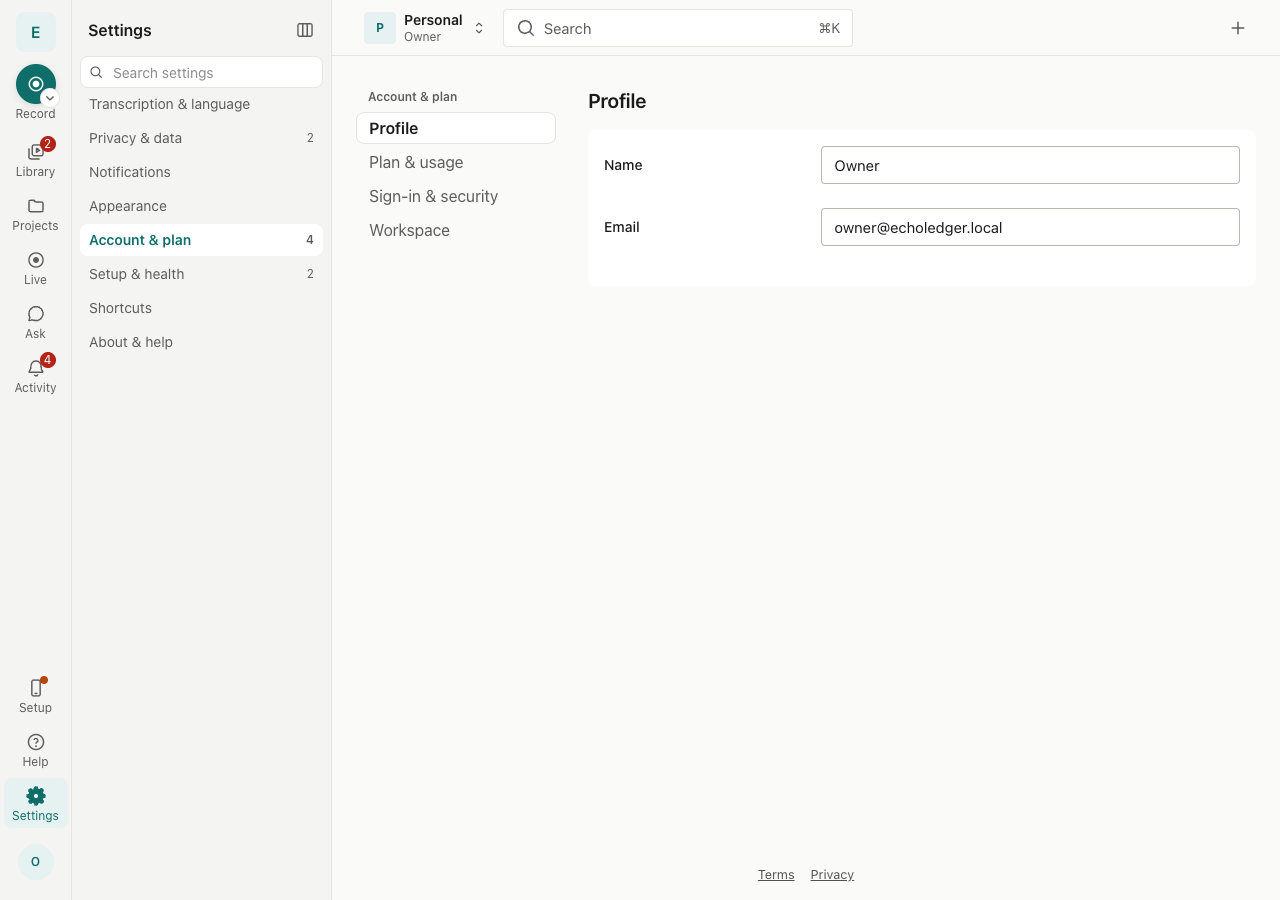 E
Record
2
Library
Projects
Live
Ask
4
Activity
Setup
Help
Settings
O
Settings
Search settings
Transcription & language
Privacy & data 2
Notifications
Appearance
Account & plan 4
Setup & health 2
Shortcuts
About & help
P
Personal
Owner
Search ⌘K
Account & plan
Profile
Plan & usage
Sign-in & security
Workspace
Profile
Name Owner
Email owner@echoledger.local
Terms Privacy